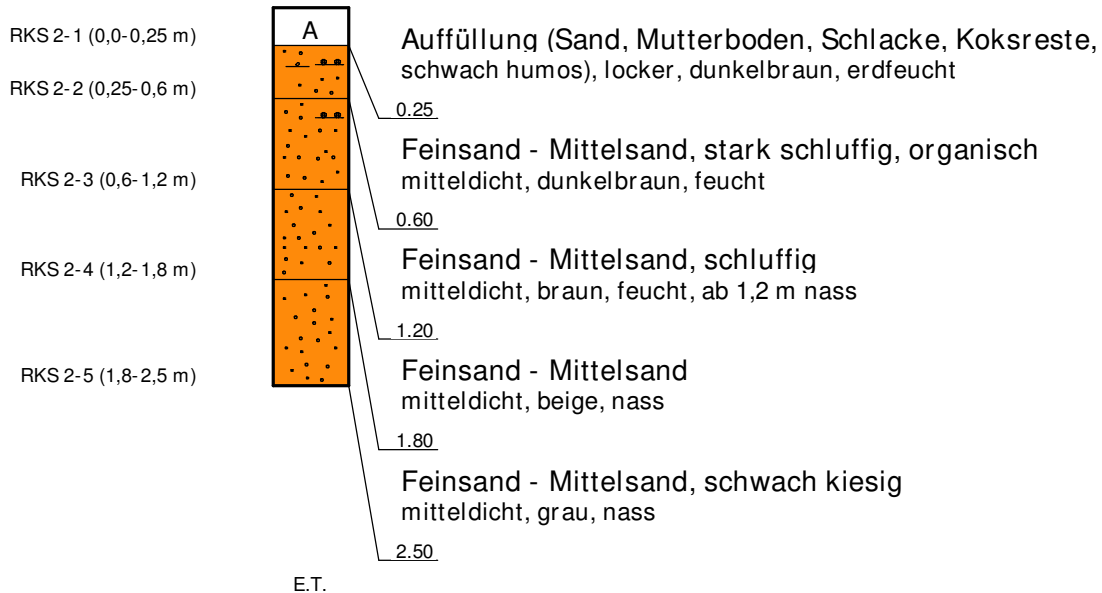 RKS 2-1 (0,0-0,25 m)
A
Auffüllung (Sand, Mutterboden, Schlacke, Koksreste,
schwach humos), locker, dunkelbraun, erdfeucht
RKS 2-2 (0,25-0,6 m)
0.25
Feinsand - Mittelsand, stark schluffig, organisch
mitteldicht, dunkelbraun, feucht
RKS 2-3 (0,6-1,2 m)
0.60
Feinsand - Mittelsand, schluffig
mitteldicht, braun, feucht, ab 1,2 m nass
RKS 2-4 (1,2-1,8 m)
1.20
Feinsand - Mittelsand
mitteldicht, beige, nass
RKS 2-5 (1,8-2,5 m)
1.80
Feinsand - Mittelsand, schwach kiesig
mitteldicht, grau, nass
2.50
E.T.